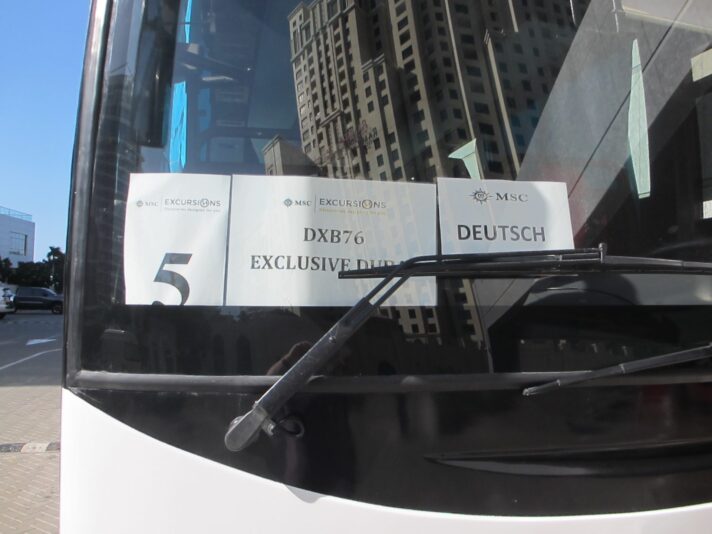 MSC EXCURSIONS
5
MSC EXCURSIONS
DXB76
EXCLUSIVE
MSC
DEUTSCH